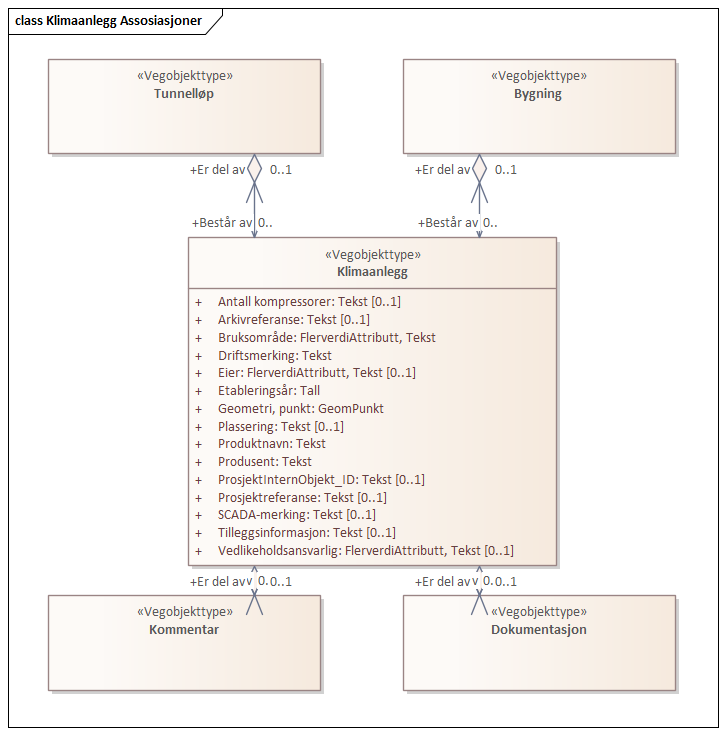 class Klimaanlegg Assosiasjoner
«Vegobjekttype»
Tunnelløp
«Vegobjekttype»
Bygning
+Er del av 0..1
+Er del av 0..1
+Består av 0..
+Består av 0..
«Vegobjekttype»
Klimaanlegg
+ Antall kompressorer: Tekst [0..1]
+ Arkivreferanse: Tekst [0..1]
+ Bruksområde: FlerverdiAttributt, Tekst
+ Driftsmerking: Tekst
+ Eier: FlerverdiAttributt, Tekst [0..1]
+ Etableringsår: Tall
+ Geometri, punkt: GeomPunkt
+ Plassering: Tekst [0..1]
+ Produktnavn: Tekst
+ Produsent: Tekst
+ ProsjektInternObjekt_ID: Tekst [0..1]
+ Prosjektreferanse: Tekst [0..1]
+ SCADA-merking: Tekst [0..1]
+ Tilleggsinformasjon: Tekst [0..1]
+ Vedlikeholdsansvarlig: FlerverdiAttributt, Tekst [0..1]
+Er del av 0..1
+Er del av 0..1
«Vegobjekttype»
Kommentar
«Vegobjekttype»
Dokumentasjon